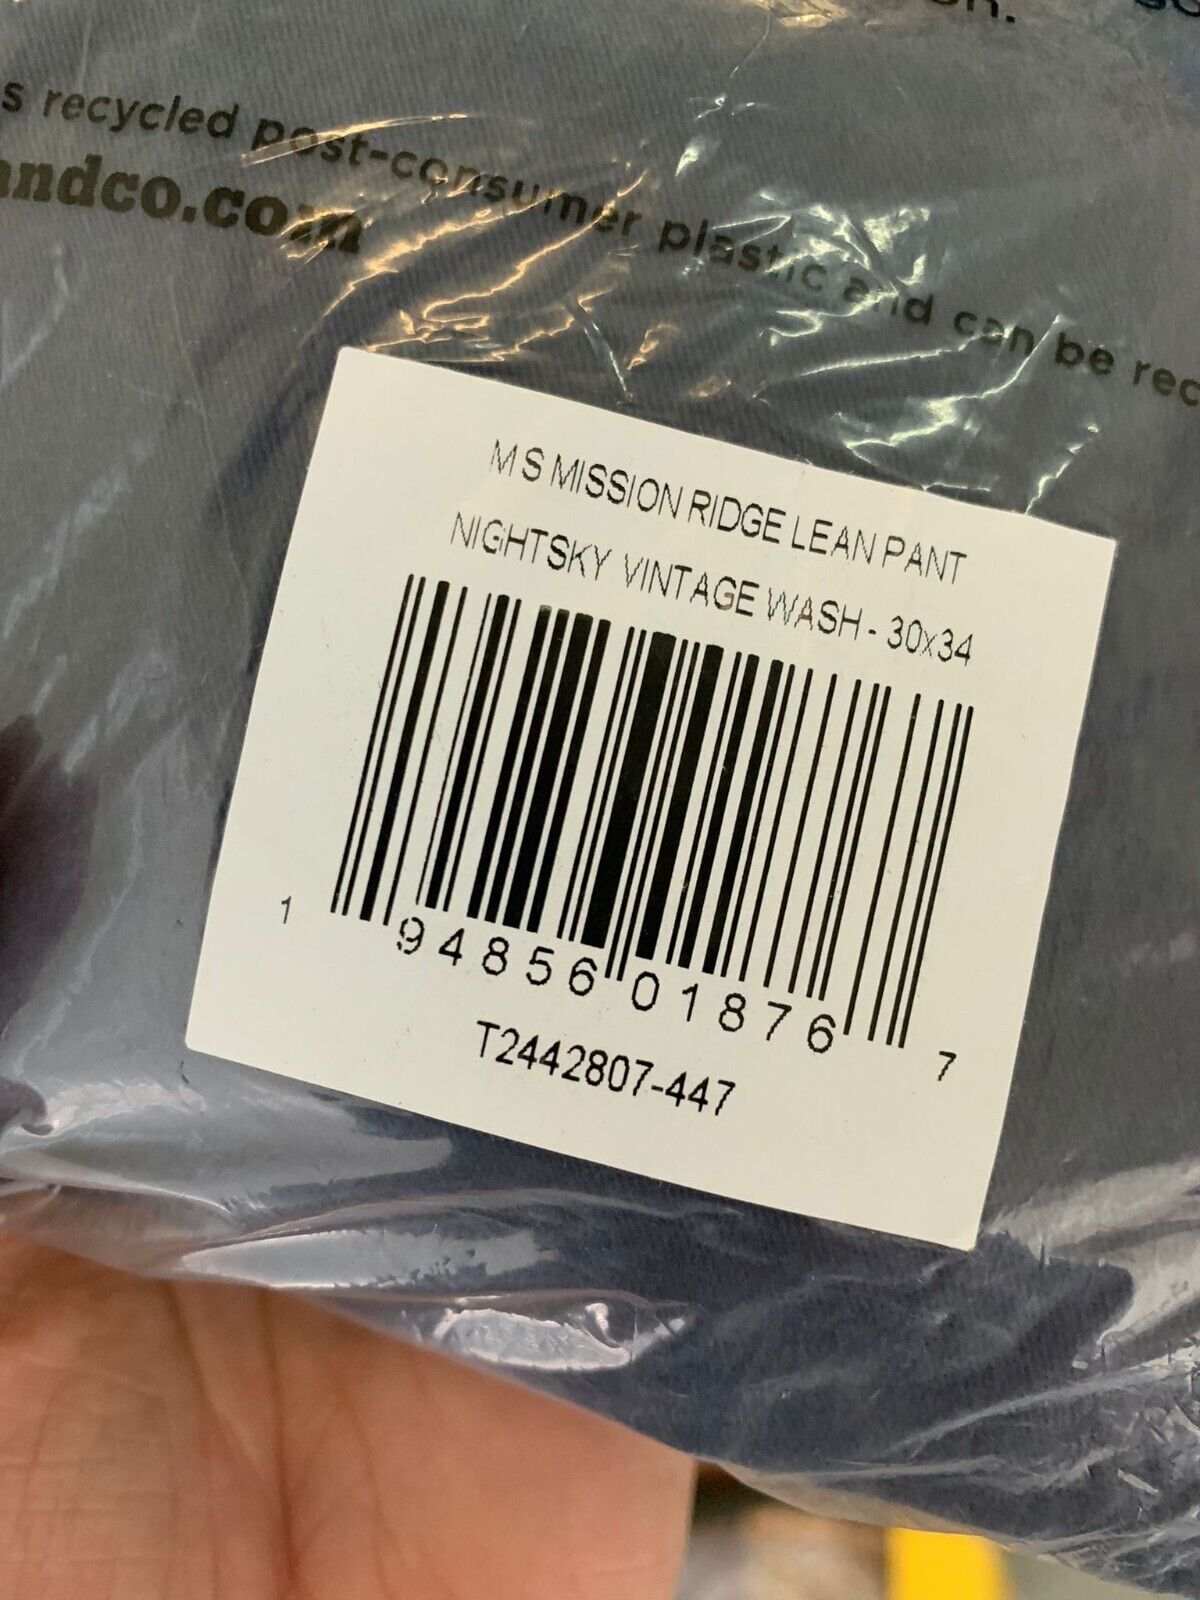 s recycled post-consumer plastic and can be rec
andco.com
M S MISSION RIDGE LEAN PANT
NIGHTSKY VINTAGE WASH - 30x34
1 94856 01876 7
T2442807-447